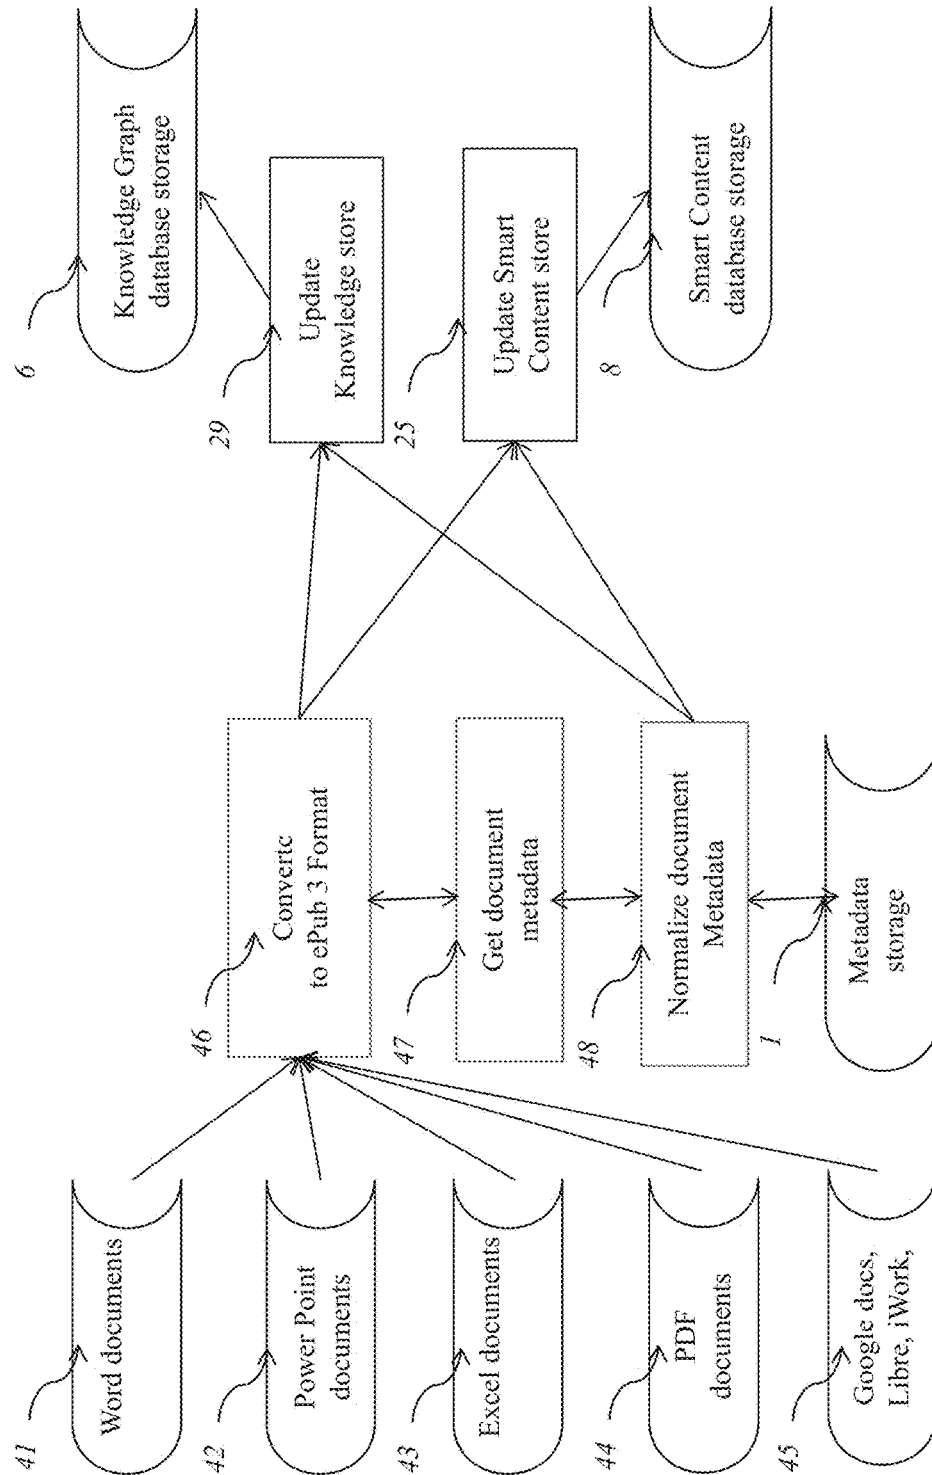 41
Word documents
42
Power Point
documents
43
Excel documents
44
PDF
documents
45
Google docs,
Libre, iWork,
46
Convertc
to ePub 3 Format
47
Get document
metadata
48
Normalize document
Metadata
1
Metadata
storage
29
Update
Knowledge store
25
Update Smart
Content store
6
Knowledge Graph
database storage
8
Smart Content
database storage